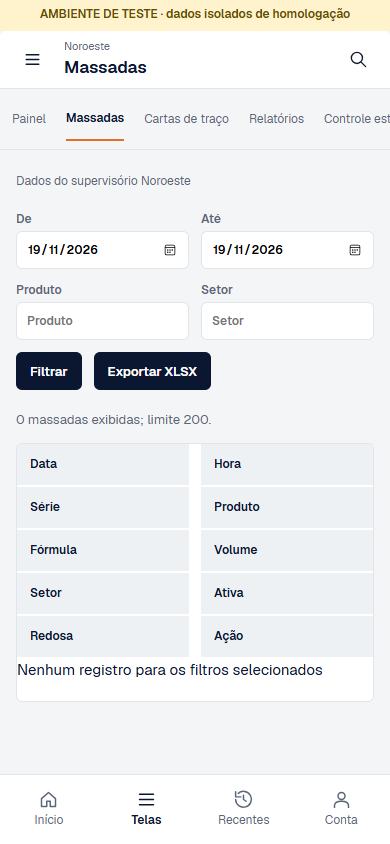 AMBIENTE DE TESTE · dados isolados de homologação
Noroeste
Massadas
Painel Massadas Cartas de traço Relatórios Controle est
Dados do supervisório Noroeste
De Até
19/11/2026 19/11/2026
Produto Setor
Produto Setor
Filtrar Exportar XLSX
0 massadas exibidas; limite 200.
Data Hora
Série Produto
Fórmula Volume
Setor Ativa
Redosa Ação
Nenhum registro para os filtros selecionados
Início Telas Recentes Conta